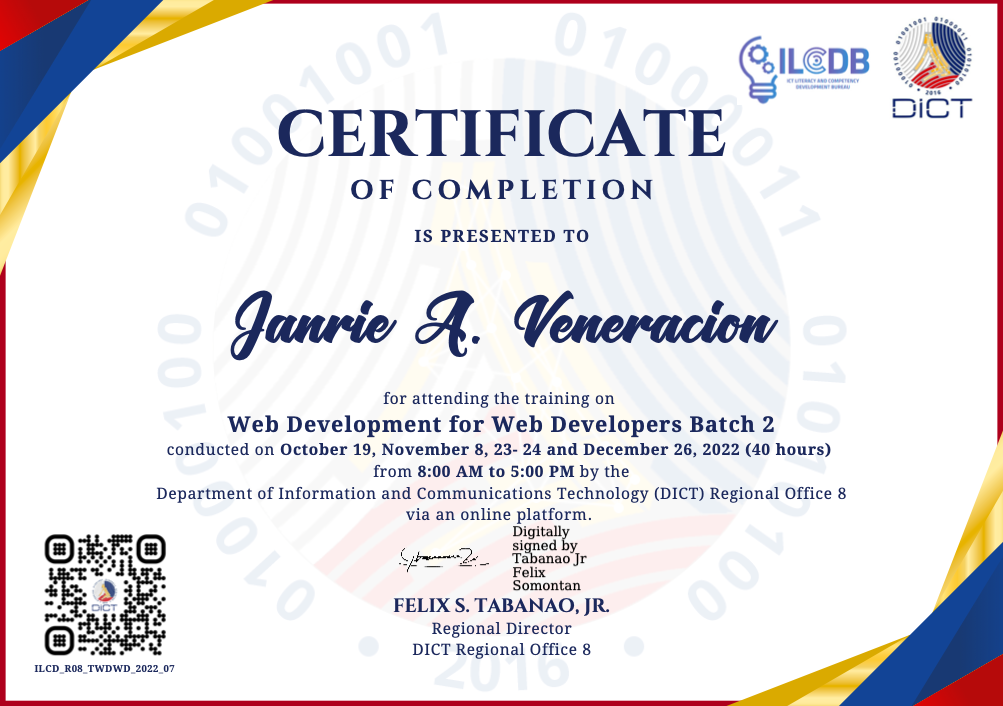 ILCDB
ICT LITERACY AND COMPETENCY
DEVELOPMENT BUREAU
2016
DICT
CERTIFICATE
OF COMPLETION
IS PRESENTED TO
Janrie A. Veneracion
for attending the training on
Web Development for Web Developers Batch 2
conducted on October 19, November 8, 23- 24 and December 26, 2022 (40 hours)
from 8:00 AM to 5:00 PM by the
Department of Information and Communications Technology (DICT) Regional Office 8
via an online platform.
Digitally
signed by
Tabanao Jr
Felix
Somontan
FELIX S. TABANAO, JR.
Regional Director
DICT Regional Office 8
DICT
ILCD_R08_TWDWD_2022_07
2016